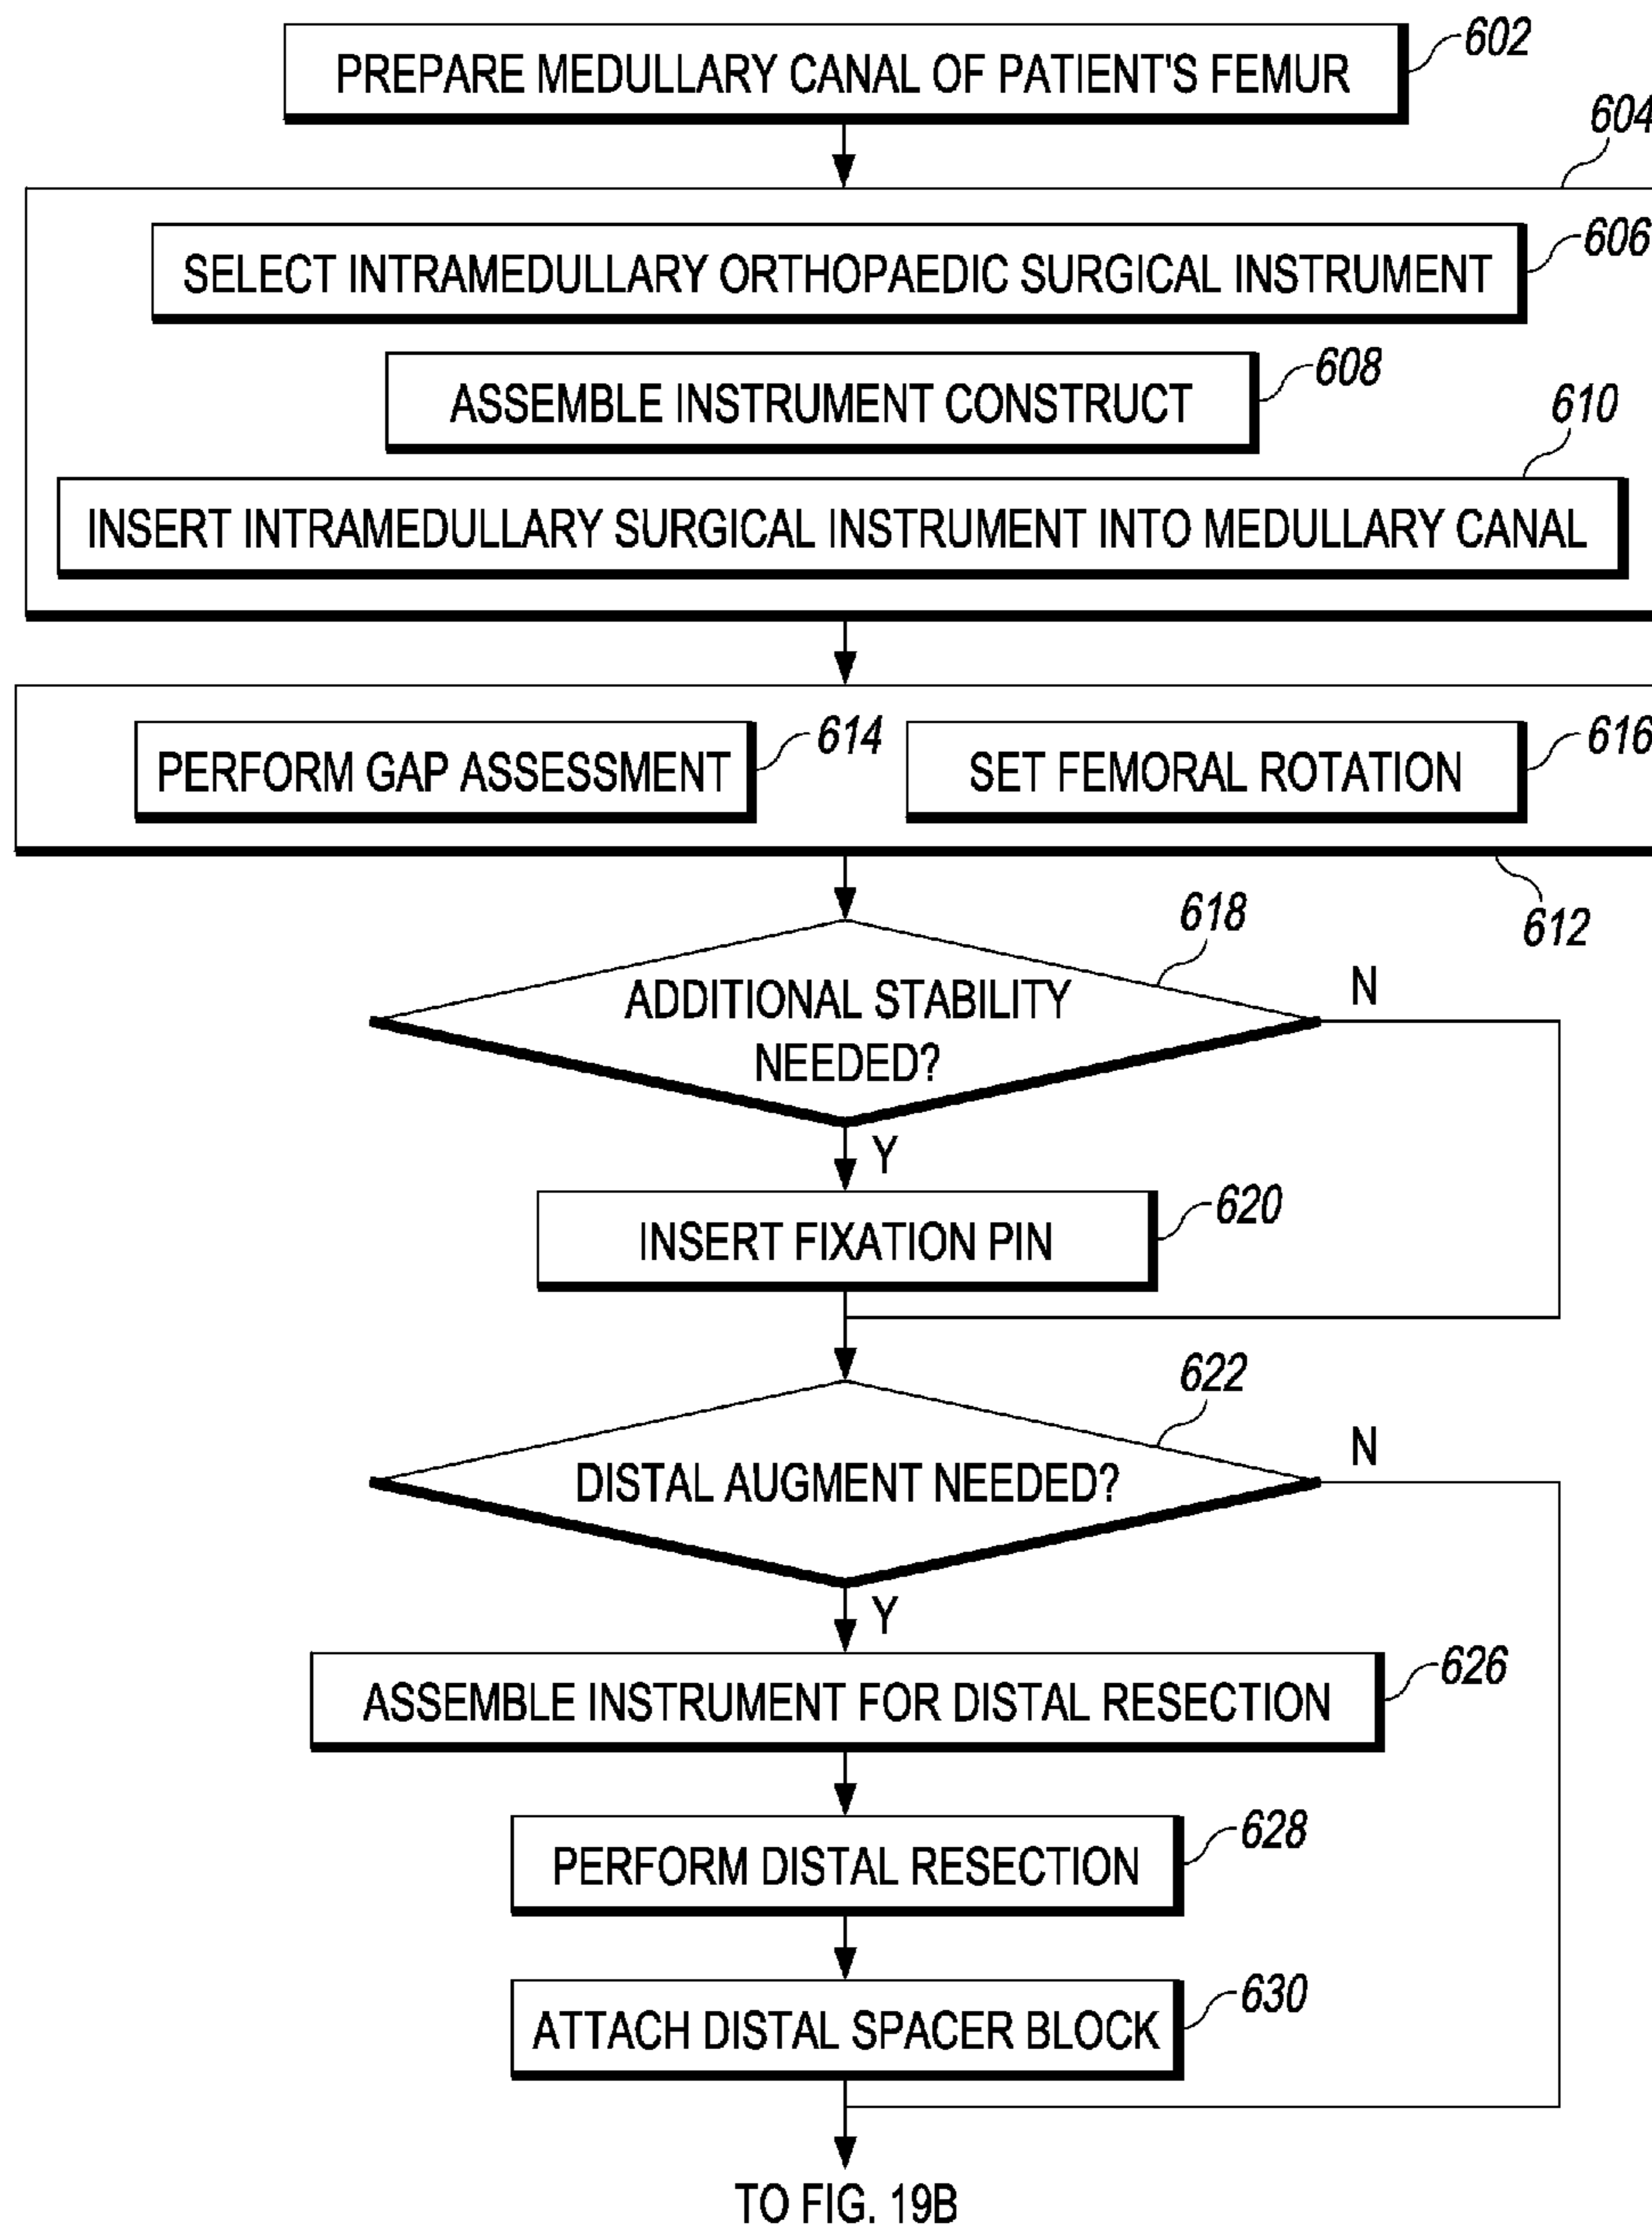 PREPARE MEDULLARY CANAL OF PATIENT'S FEMUR
602
604
SELECT INTRAMEDULLARY ORTHOPAEDIC SURGICAL INSTRUMENT
606
ASSEMBLE INSTRUMENT CONSTRUCT
608
610
INSERT INTRAMEDULLARY SURGICAL INSTRUMENT INTO MEDULLARY CANAL
PERFORM GAP ASSESSMENT
614
SET FEMORAL ROTATION
616
612
618
ADDITIONAL STABILITY
NEEDED?
N
Y
INSERT FIXATION PIN
620
622
DISTAL AUGMENT NEEDED?
N
Y
ASSEMBLE INSTRUMENT FOR DISTAL RESECTION
626
PERFORM DISTAL RESECTION
628
ATTACH DISTAL SPACER BLOCK
630
TO FIG. 19B